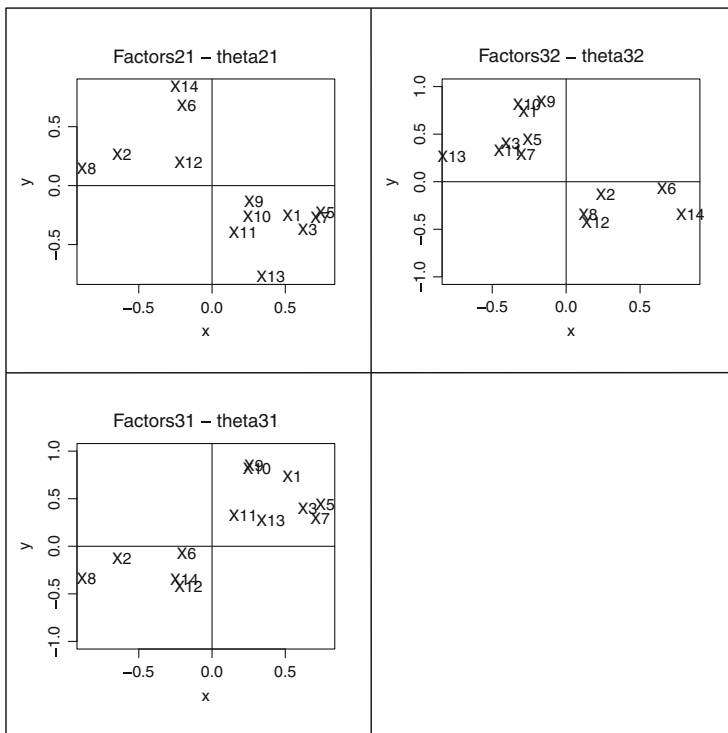 Factors21 – theta21
X14
X6
X2
X12
X8
X9
X10
X1
X5
X7
X11
X3
X13
0.5
0.0
−0.5
y
−0.5
0.0
0.5
x
Factors32 – theta32
X10
X9
X1
X3
X5
X11
X7
X13
X2
X6
X8
X14
X12
1.0
0.5
0.0
−0.5
−1.0
y
−0.5
0.0
0.5
x
Factors31 – theta31
X9
X10
X1
X5
X3
X11
X13
X7
X6
X2
X8
X14
X12
1.0
0.5
0.0
−0.5
−1.0
y
−0.5
0.0
0.5
x